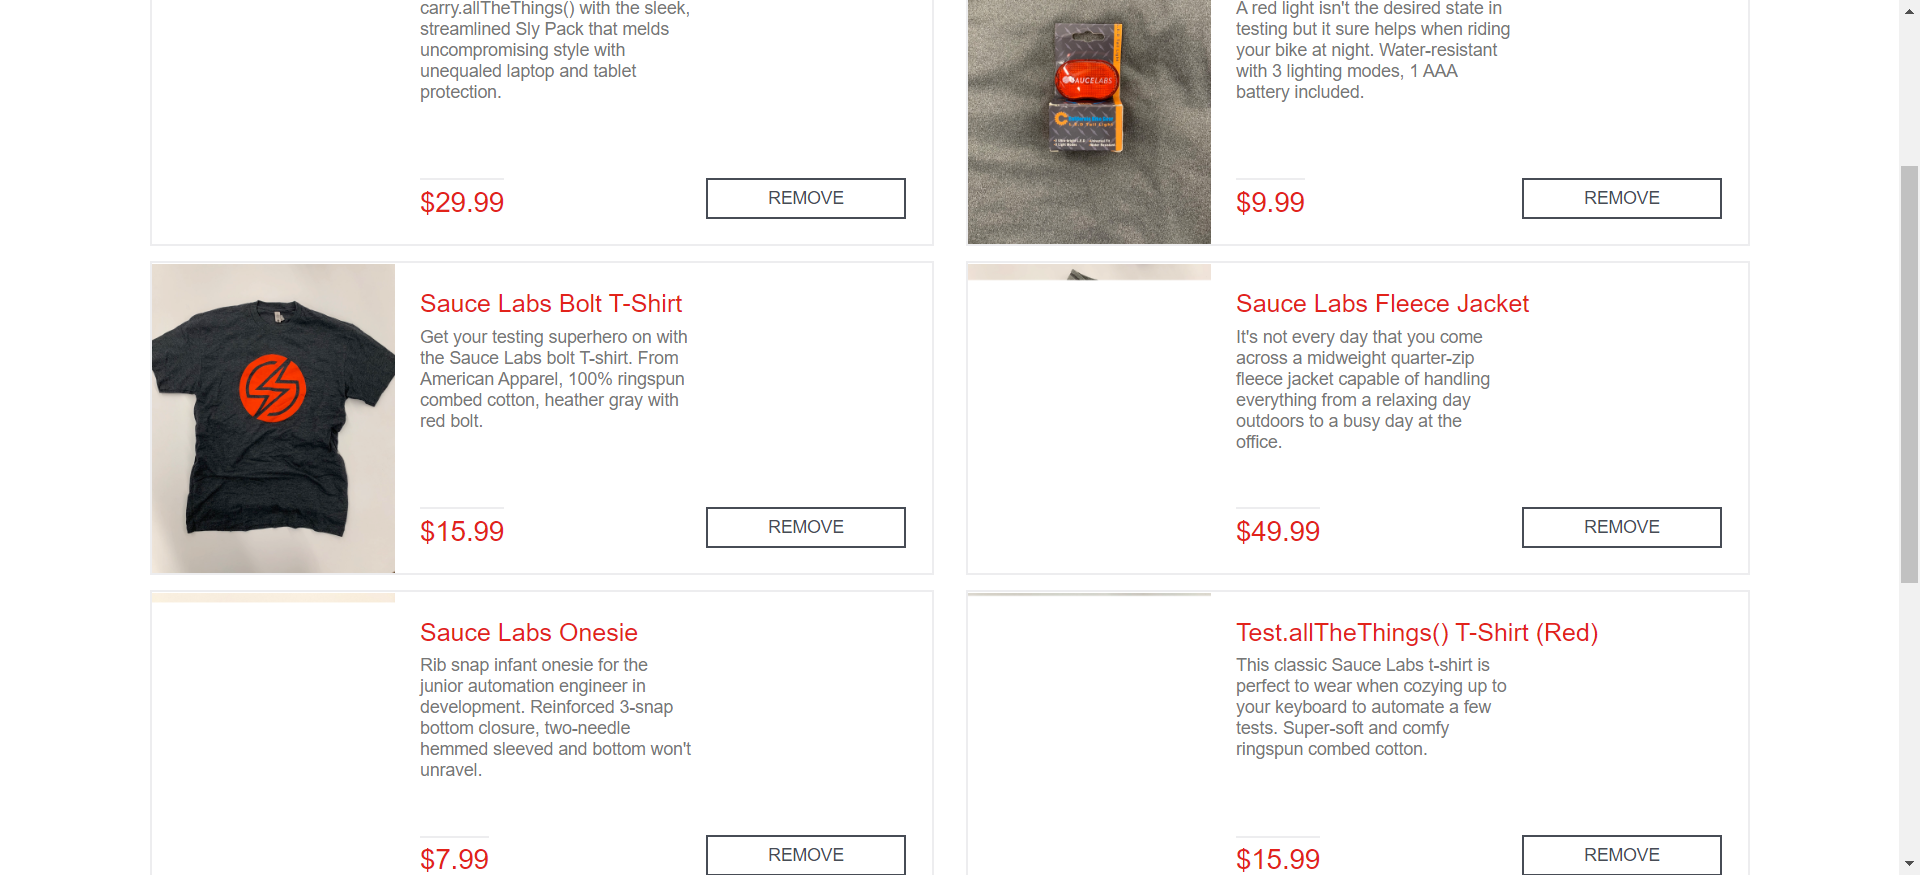 carry.allTheThings() with the sleek,
streamlined Sly Pack that melds
uncompromising style with
unequaled laptop and tablet
protection.
$29.99
REMOVE
SAUCELABS
A red light isn't the desired state in
testing but it sure helps when riding
your bike at night. Water-resistant
with 3 lighting modes, 1 AAA
battery included.
$9.99
REMOVE
Sauce Labs Bolt T-Shirt
Get your testing superhero on with
the Sauce Labs bolt T-shirt. From
American Apparel, 100% ringspun
combed cotton, heather gray with
red bolt.
$15.99
REMOVE
Sauce Labs Fleece Jacket
It's not every day that you come
across a midweight quarter-zip
fleece jacket capable of handling
everything from a relaxing day
outdoors to a busy day at the
office.
$49.99
REMOVE
Sauce Labs Onesie
Rib snap infant onesie for the
junior automation engineer in
development. Reinforced 3-snap
bottom closure, two-needle
hemmed sleeved and bottom won't
unravel.
$7.99
REMOVE
Test.allTheThings() T-Shirt (Red)
This classic Sauce Labs t-shirt is
perfect to wear when cozying up to
your keyboard to automate a few
tests. Super-soft and comfy
ringspun combed cotton.
$15.99
REMOVE